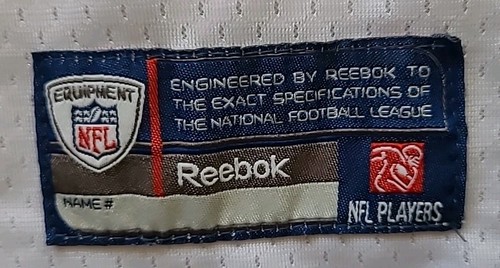 EQUIPMENT
NFL
ENGINEERED BY REEBOK TO
THE EXACT SPECIFICATIONS OF
THE NATIONAL FOOTBALL LEAGUE
Reebok
NAME#
NFL PLAYERS